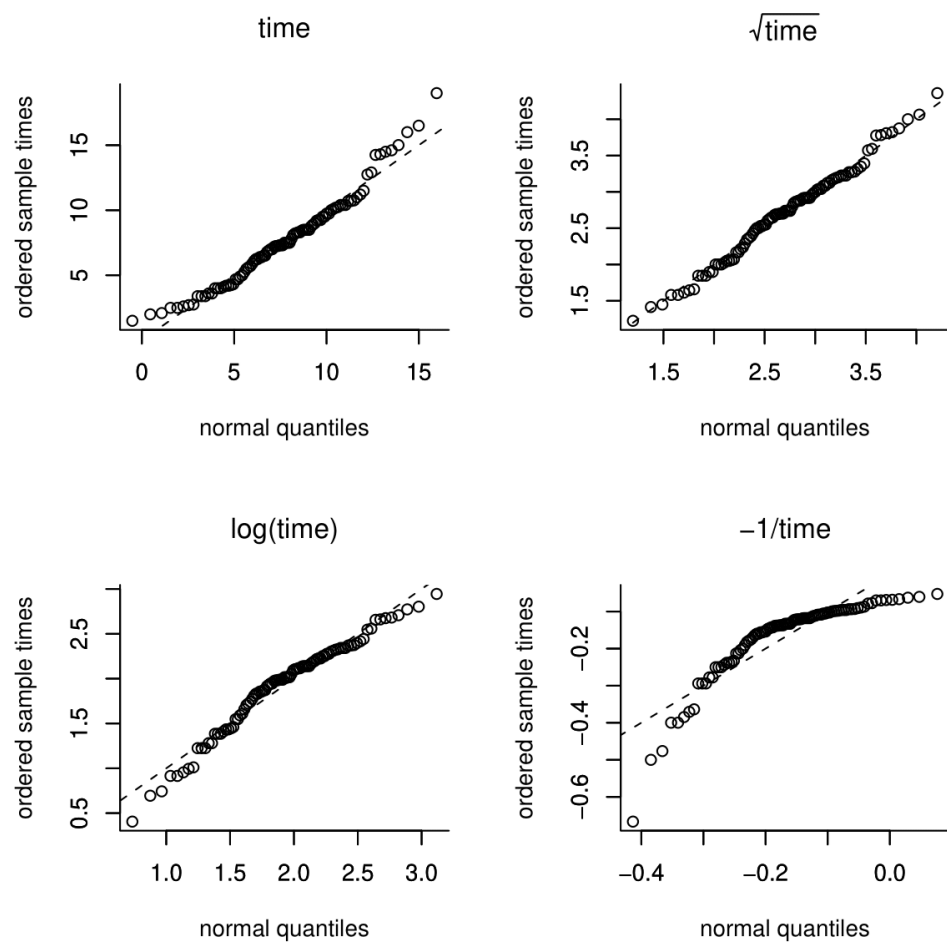 time
ordered sample times
15
10
5
0
5
10
15
normal quantiles
√time
ordered sample times
3.5
2.5
1.5
1.5
2.5
3.5
normal quantiles
log(time)
ordered sample times
2.5
1.5
0.5
1.0
1.5
2.0
2.5
3.0
normal quantiles
−1/time
ordered sample times
−0.2
−0.4
−0.6
−0.4
−0.2
0.0
normal quantiles